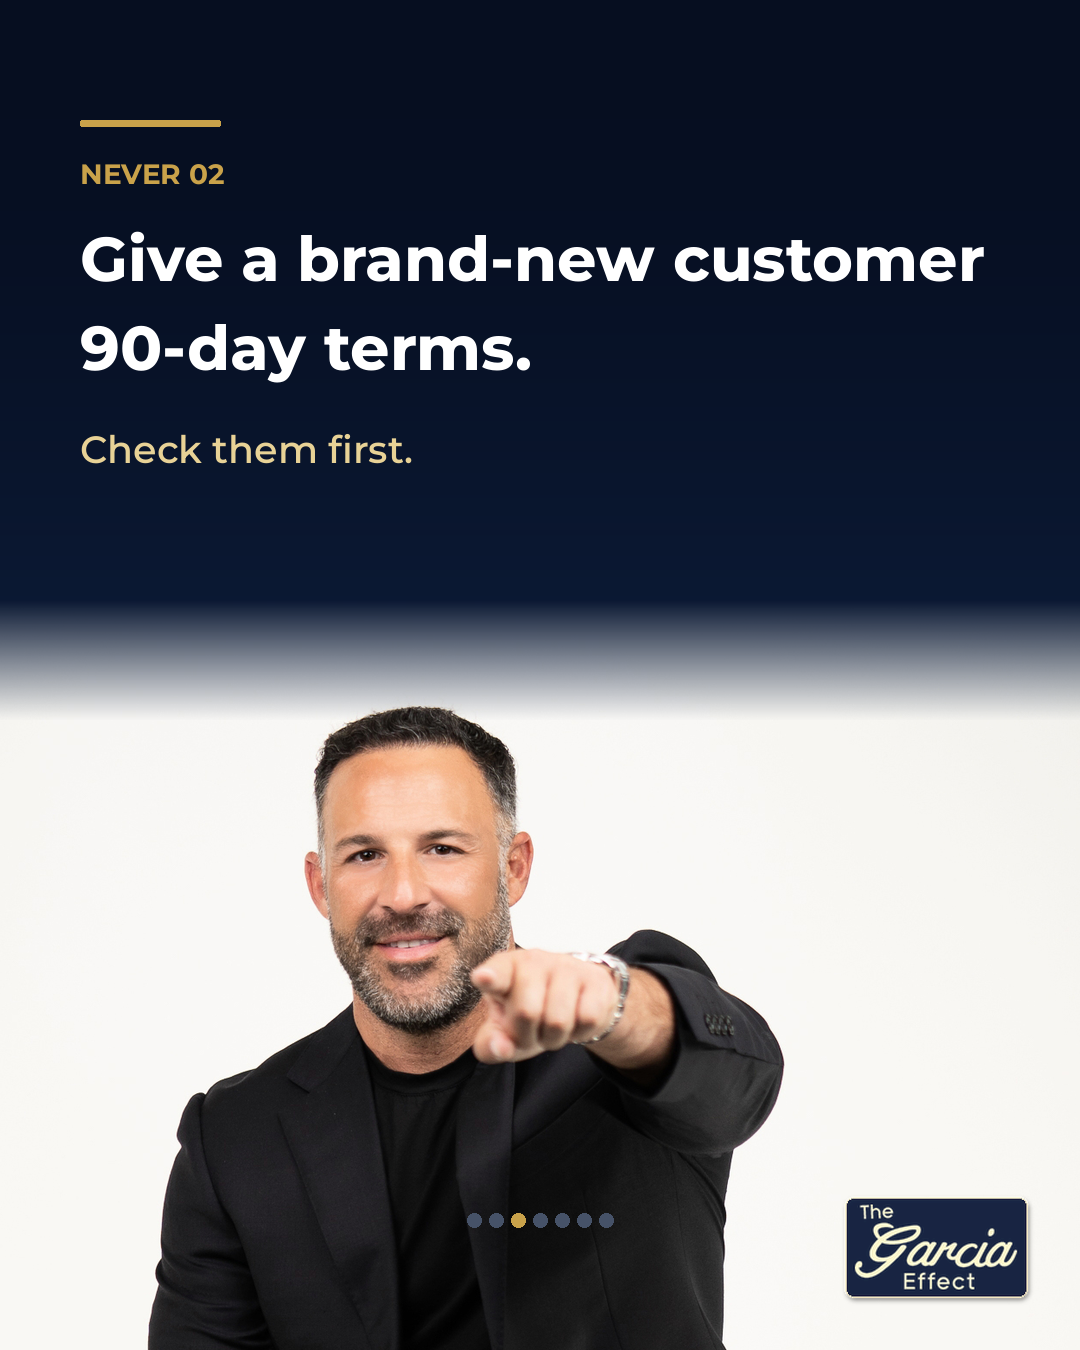 NEVER 02
Give a brand-new customer
90-day terms.
Check them first.
The
Garcia
Effect